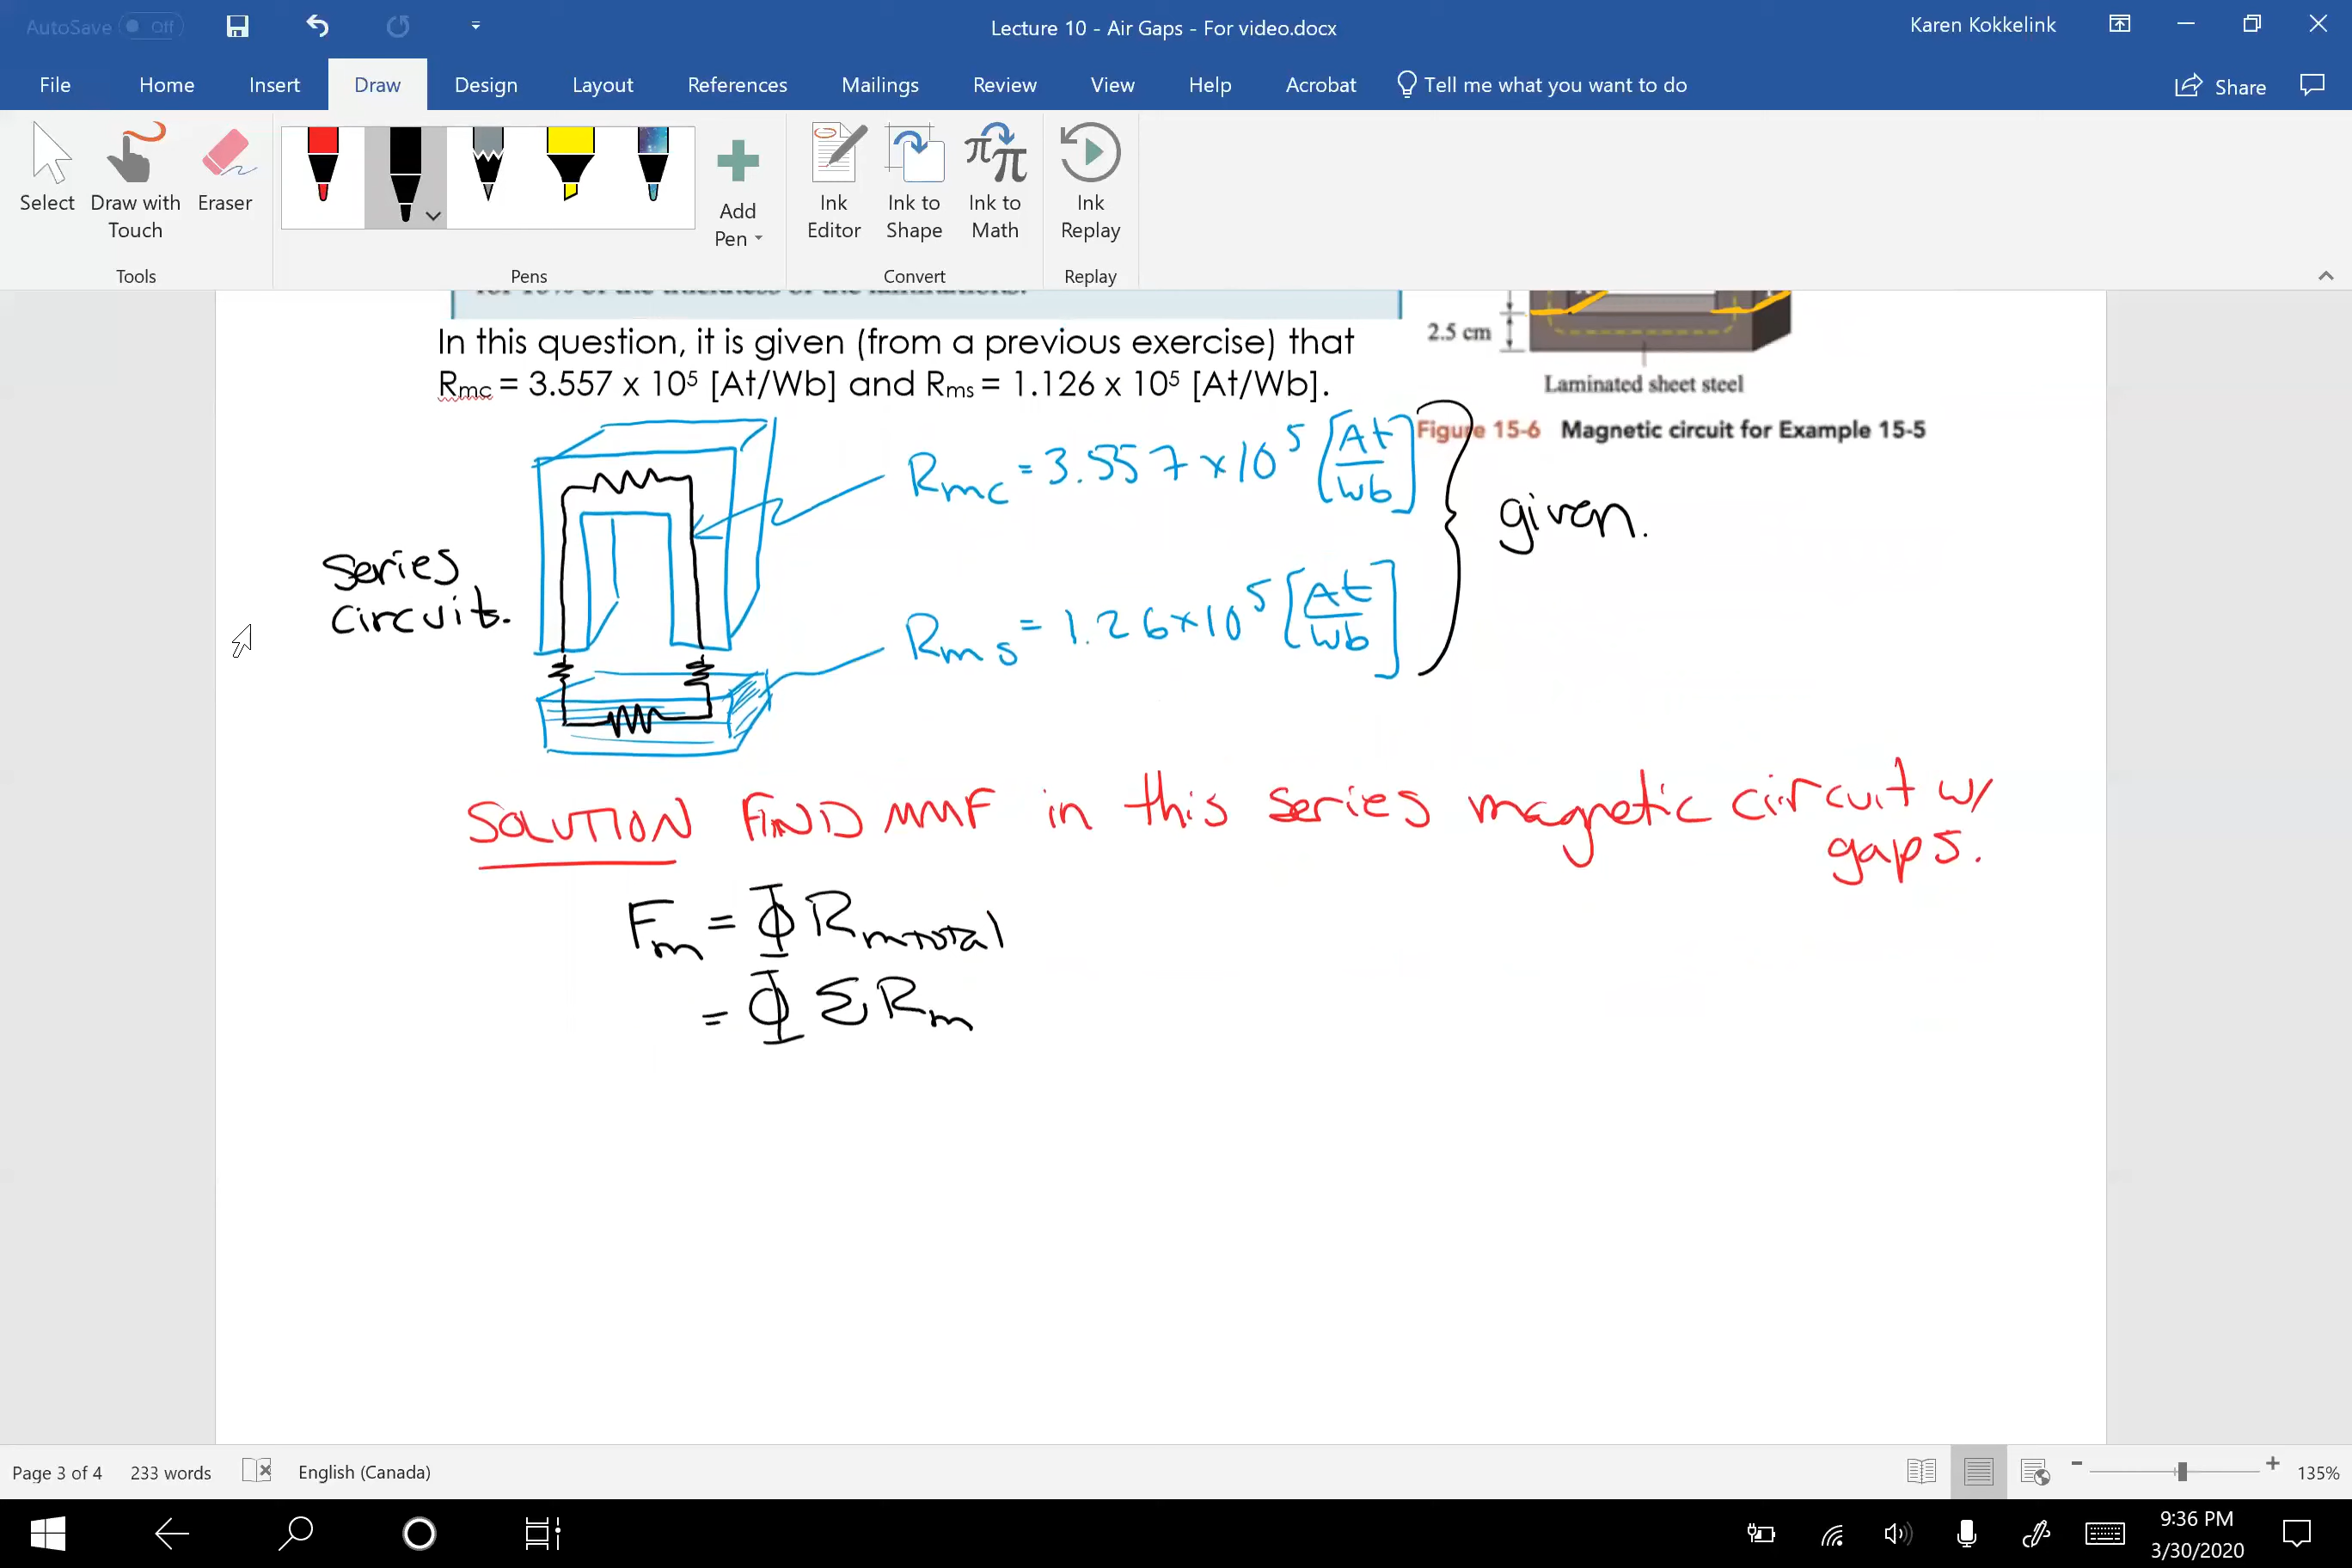 AutoSave Off
Lecture 10 - Air Gaps - For video.docx
Karen Kokkelink
File Home Insert Draw Design Layout References Mailings Review View Help Acrobat Tell me what you want to do Share
Select Draw with Touch Eraser
Add Pen
Ink Editor Ink to Shape Ink to Math Ink Replay
Tools Pens Convert Replay
2.5 cm
Laminated sheet steel
Figure 15-6 Magnetic circuit for Example 15-5
In this question, it is given (from a previous exercise) that
Rmc = 3.557 x 10⁵ [At/Wb] and Rms = 1.126 x 10⁵ [At/Wb].
Rmc = 3.557 x 10⁵ [At/Wb]
given.
series
circuit.
Rms = 1.26 x 10⁵ [At/Wb]
SOLUTION FIND MMF in this series magnetic circuit w/
gaps.
Fm = Φ Rmtotal
= Φ Σ Rm
Page 3 of 4 233 words English (Canada) 135%
9:36 PM
3/30/2020